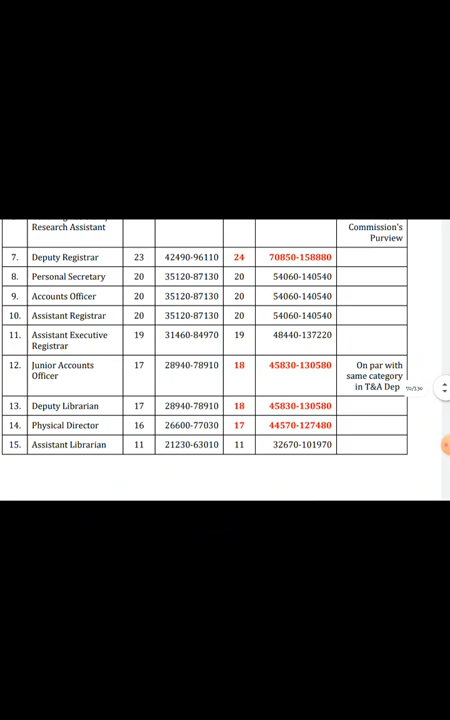 Research Assistant Commission's
Purview
7. Deputy Registrar 23 42490-96110 24 70850-158880
8. Personal Secretary 20 35120-87130 20 54060-140540
9. Accounts Officer 20 35120-87130 20 54060-140540
10. Assistant Registrar 20 35120-87130 20 54060-140540
11. Assistant Executive 19 31460-84970 19 48440-137220
Registrar
12. Junior Accounts 17 28940-78910 18 45830-130580 On par with
Officer same category
in T&A Dep
13. Deputy Librarian 17 28940-78910 18 45830-130580
14. Physical Director 16 26600-77030 17 44570-127480
15. Assistant Librarian 11 21230-63010 11 32670-101970